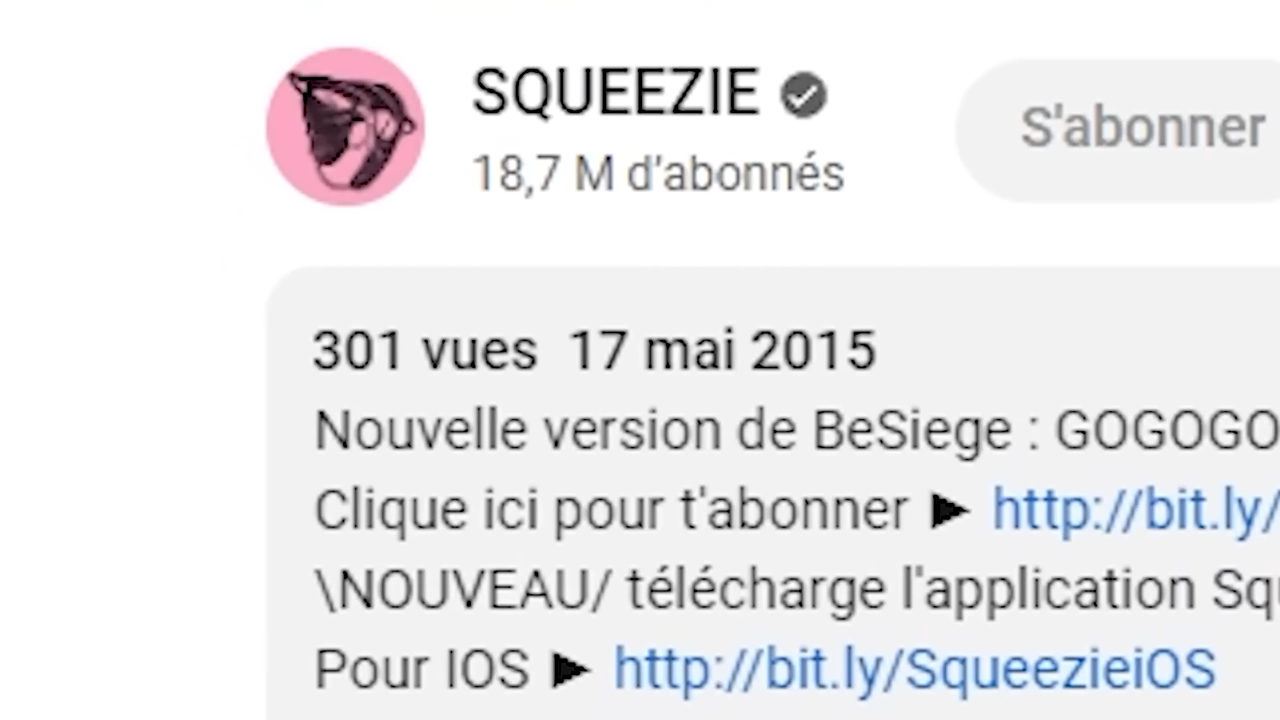 SQUEEZIE
18,7 M d'abonnés
S'abonner
301 vues 17 mai 2015
Nouvelle version de BeSiege : GOGOGO
Clique ici pour t'abonner ► http://bit.ly/
\NOUVEAU/ télécharge l'application Squ
Pour IOS ► http://bit.ly/SqueezieiOS